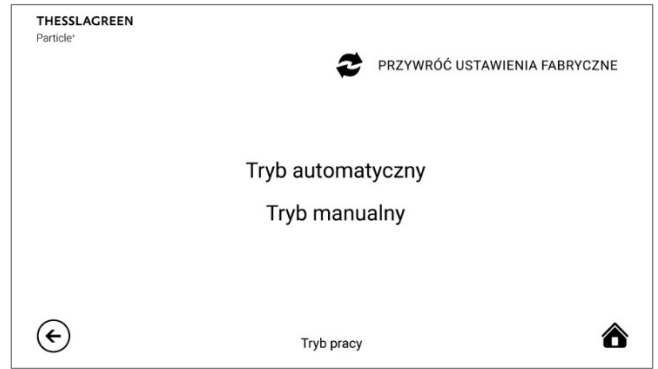 THESSLAGREEN
Particle+
PRZYWRÓĆ USTAWIENIA FABRYCZNE
Tryb automatyczny
Tryb manualny
Tryb pracy